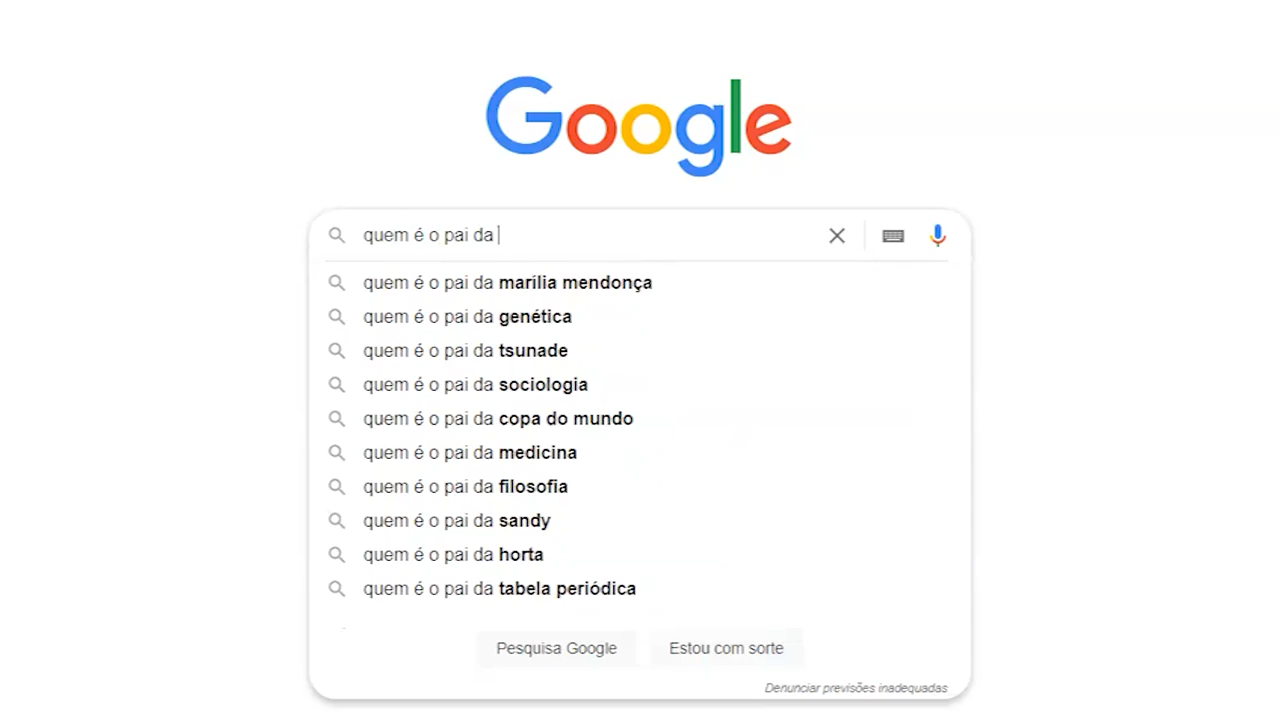 Google
quem é o pai da
quem é o pai da marília mendonça
quem é o pai da genética
quem é o pai da tsunade
quem é o pai da sociologia
quem é o pai da copa do mundo
quem é o pai da medicina
quem é o pai da filosofia
quem é o pai da sandy
quem é o pai da horta
quem é o pai da tabela periódica
Pesquisa Google Estou com sorte
Denunciar previsões inadequadas